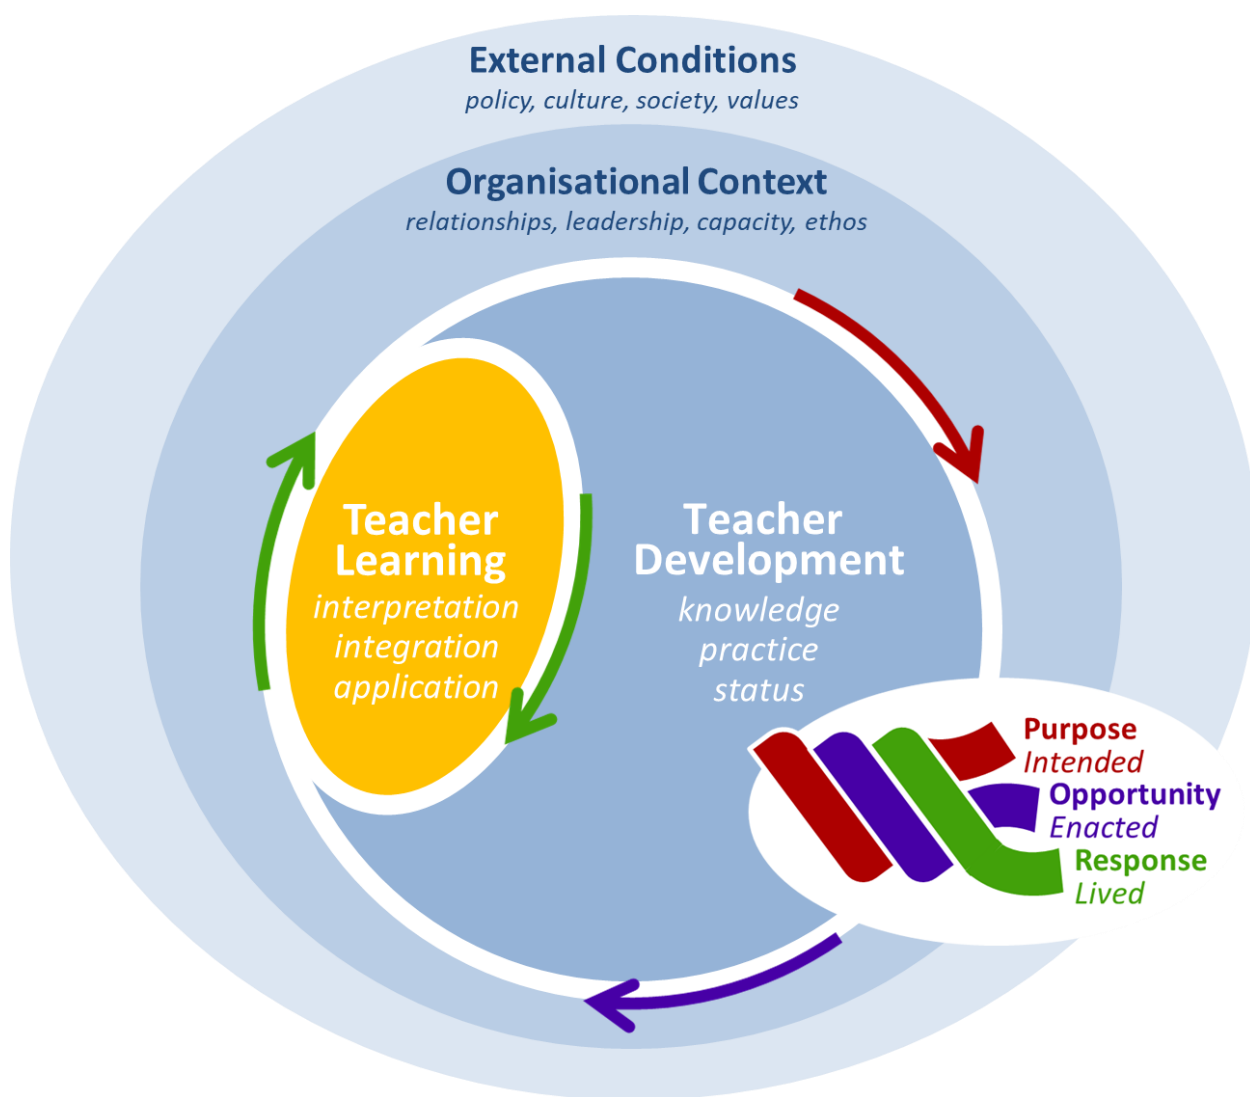 External Conditions
policy, culture, society, values
Organisational Context
relationships, leadership, capacity, ethos
Teacher
Learning
interpretation
integration
application
Teacher
Development
knowledge
practice
status
Purpose
Intended
Opportunity
Enacted
Response
Lived